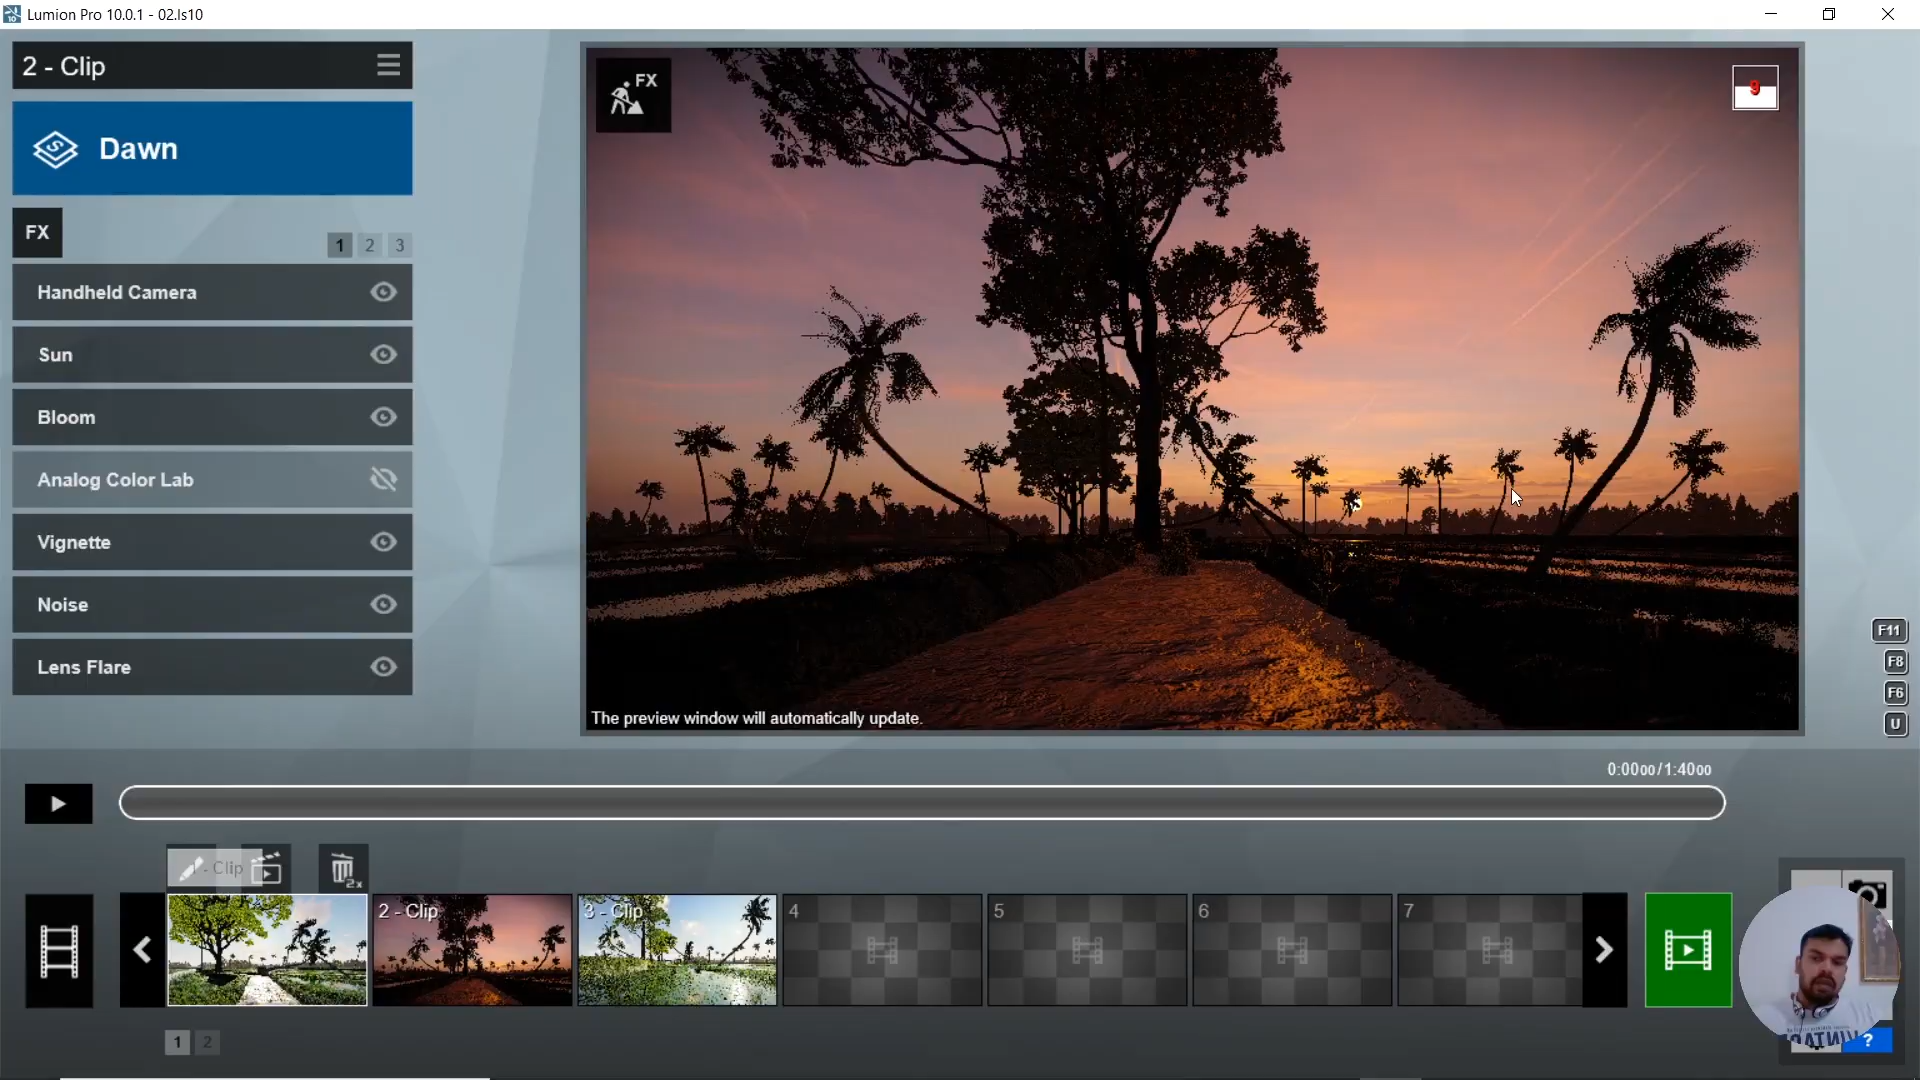 Lumion Pro 10.0.1 - 02.ls10
2 - Clip
Dawn
FX
1 2 3
Handheld Camera
Sun
Bloom
Analog Color Lab
Vignette
Noise
Lens Flare
FX
9
The preview window will automatically update.
F11
F8
F6
U
0:0000/1:4000
- Clip
2x
2 - Clip
3 - Clip
4
5
6
7
1 2
?